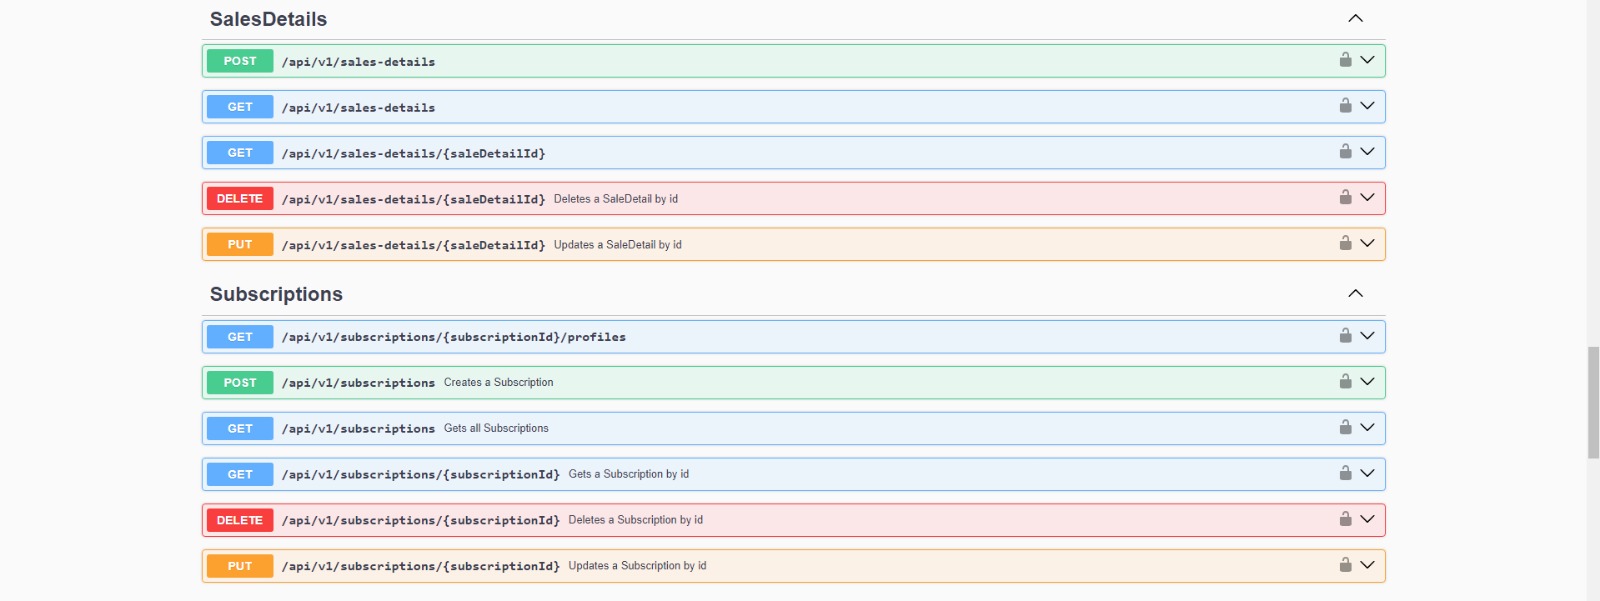 SalesDetails
POST /api/v1/sales-details
GET /api/v1/sales-details
GET /api/v1/sales-details/{saleDetailId}
DELETE /api/v1/sales-details/{saleDetailId} Deletes a SaleDetail by id
PUT /api/v1/sales-details/{saleDetailId} Updates a SaleDetail by id
Subscriptions
GET /api/v1/subscriptions/{subscriptionId}/profiles
POST /api/v1/subscriptions Creates a Subscription
GET /api/v1/subscriptions Gets all Subscriptions
GET /api/v1/subscriptions/{subscriptionId} Gets a Subscription by id
DELETE /api/v1/subscriptions/{subscriptionId} Deletes a Subscription by id
PUT /api/v1/subscriptions/{subscriptionId} Updates a Subscription by id